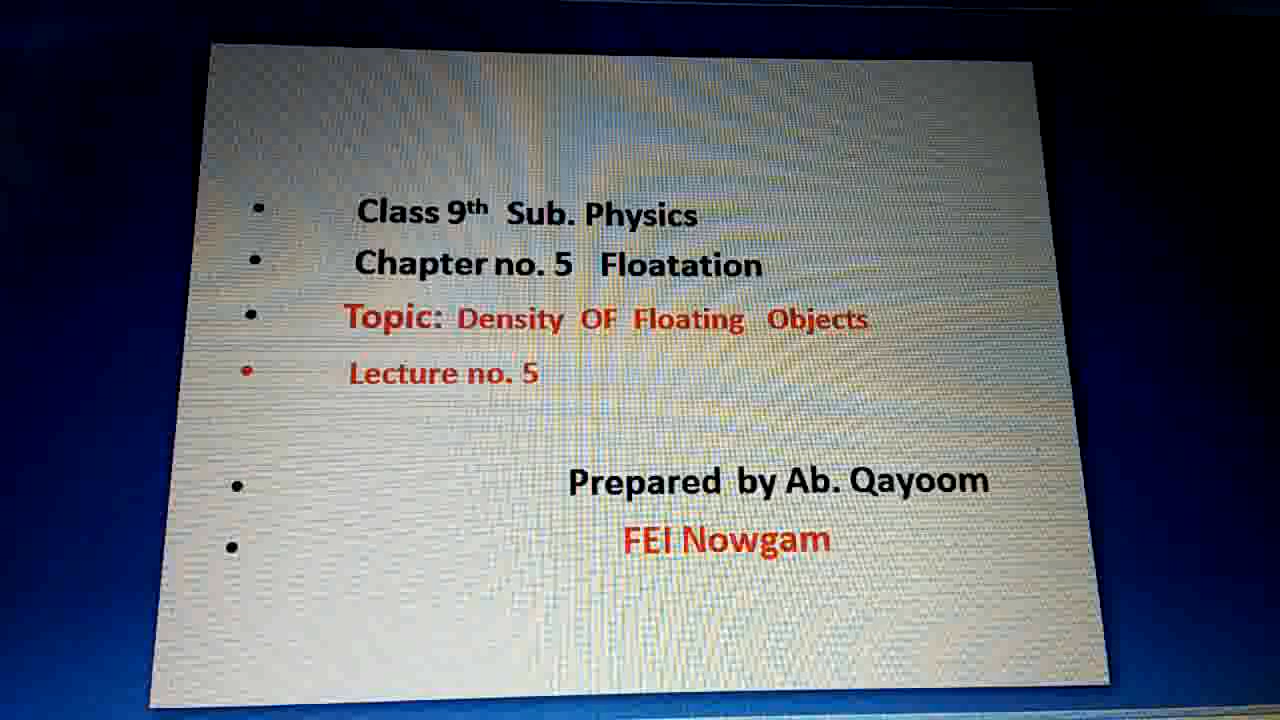 Class 9th Sub. Physics
Chapter no. 5 Floatation
Topic: Density OF Floating Objects
Lecture no. 5
Prepared by Ab. Qayoom
FEI Nowgam